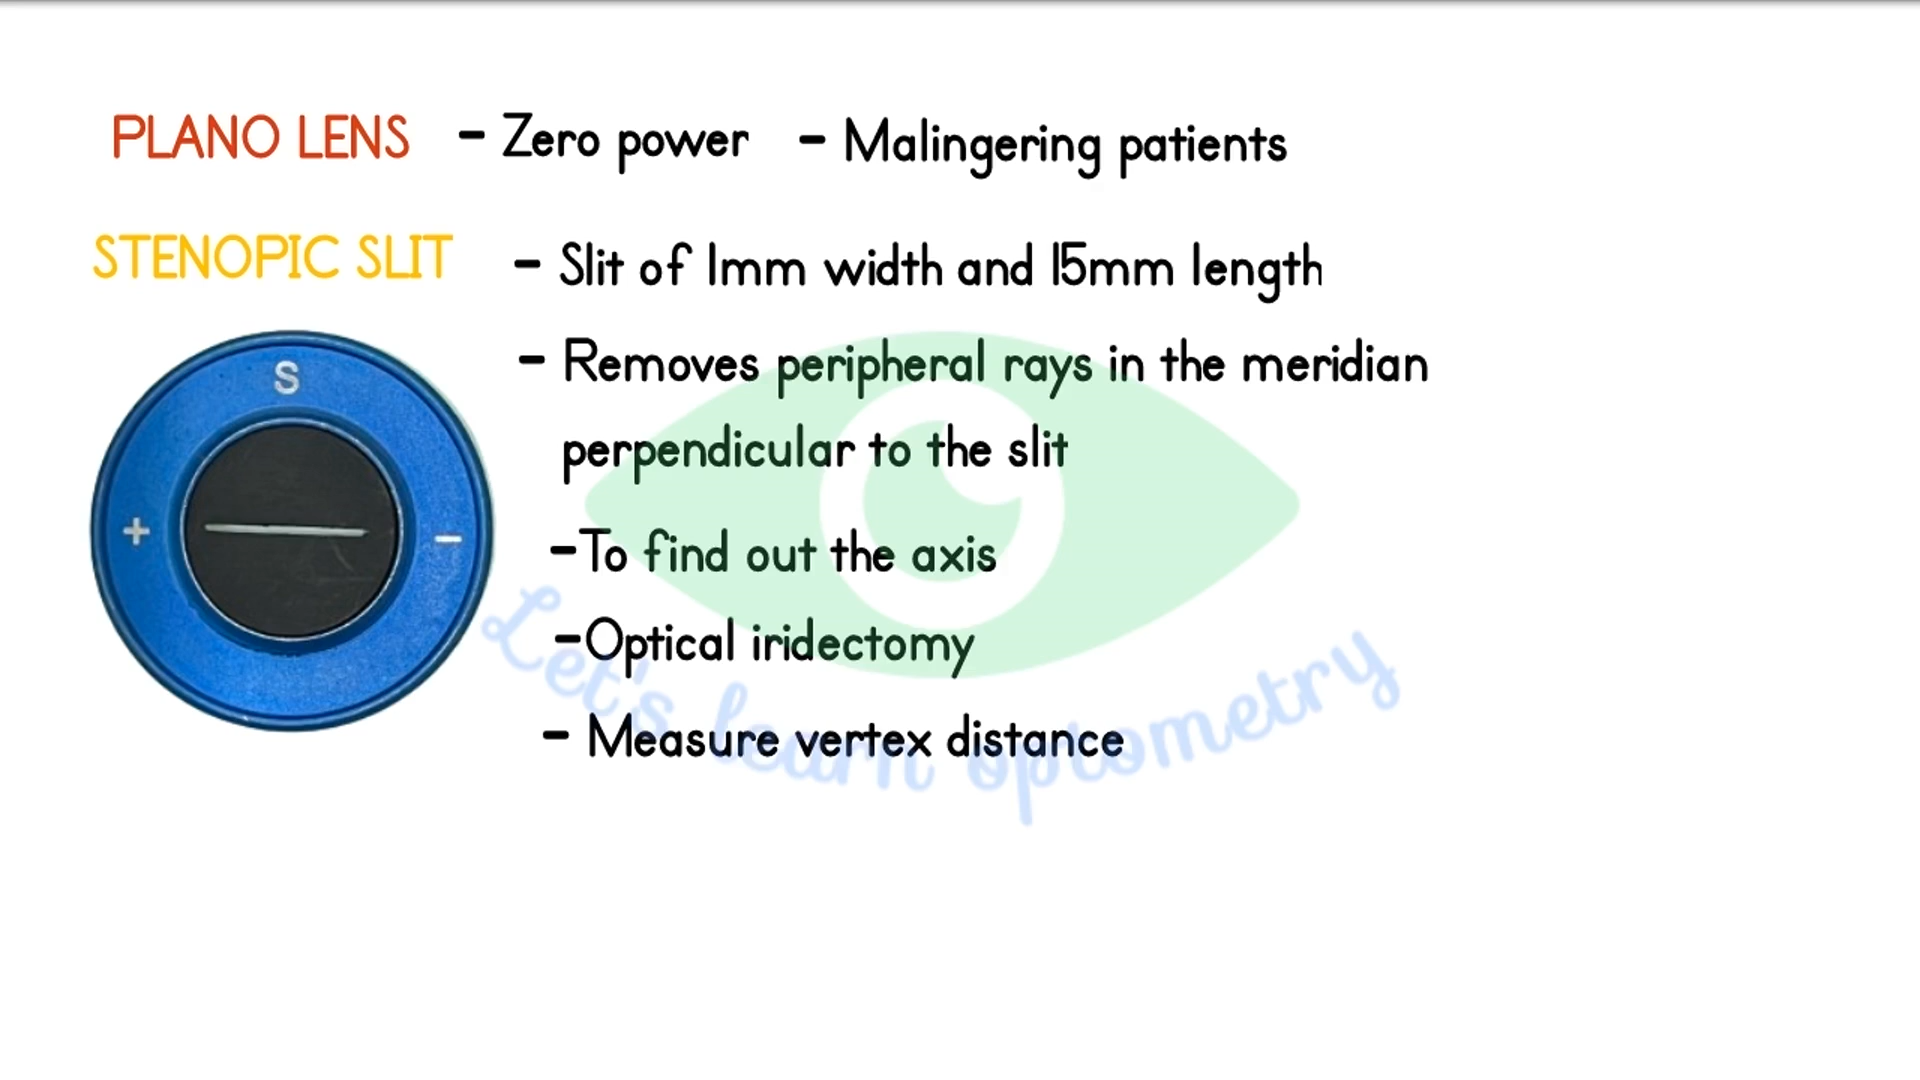 PLANO LENS - Zero power - Malingering patients
STENOPIC SLIT - Slit of 1mm width and 15mm length
S
- Removes peripheral rays in the meridian
perpendicular to the slit
+ -
-To find out the axis
-Optical iridectomy
- Measure vertex distance
Let's learn optometry